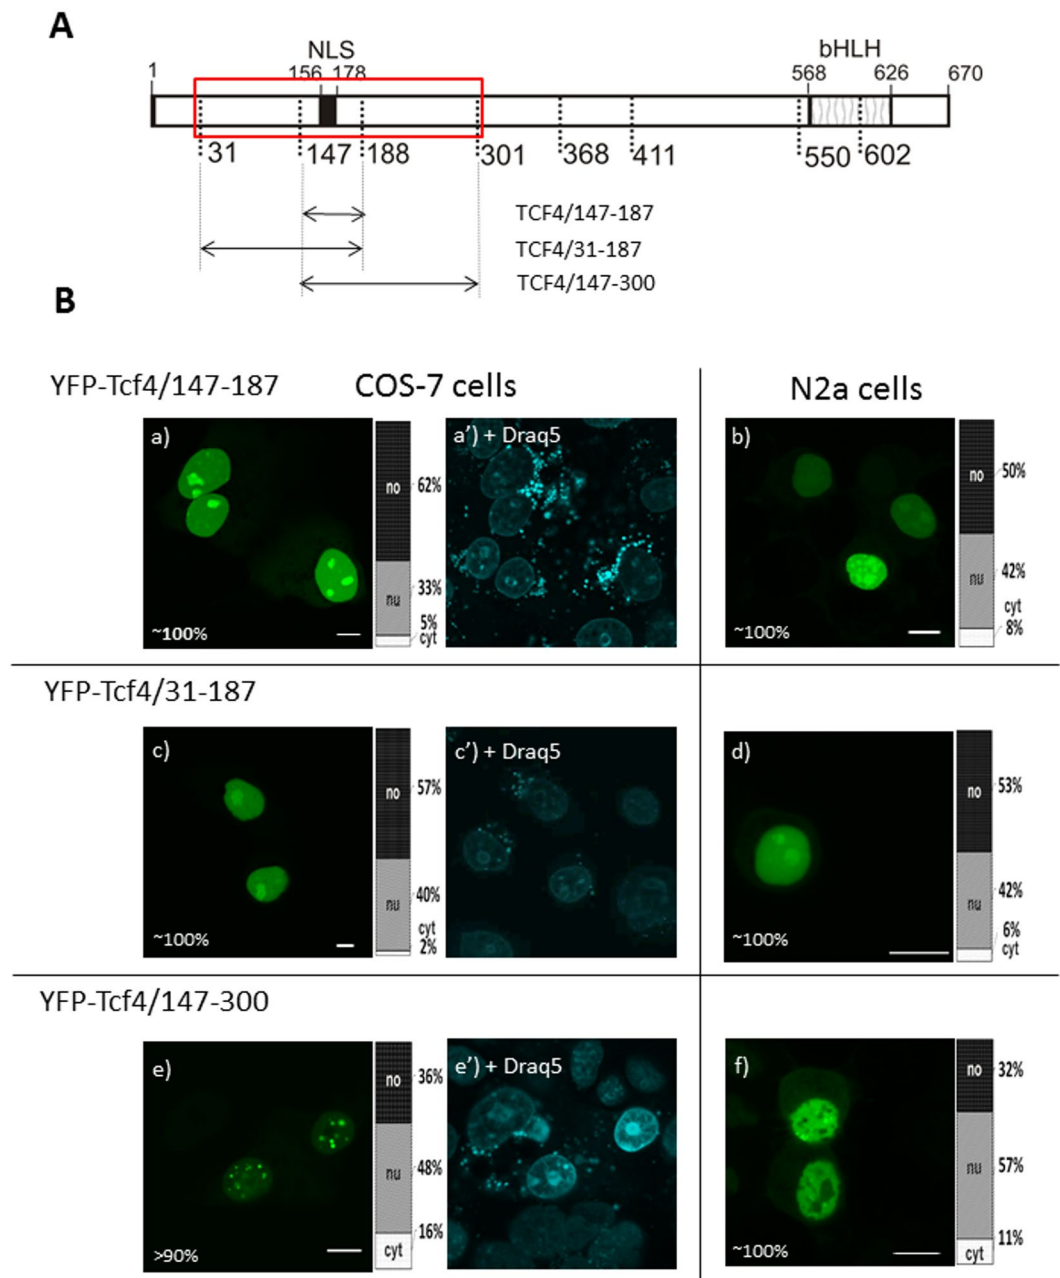 A
NLS
bHLH
1
156 178
568
626
670
31
147
188
301
368
411
550
602
TCF4/147-187
TCF4/31-187
TCF4/147-300
B
YFP-Tcf4/147-187
COS-7 cells
N2a cells
a)
~100%
no
62%
nu
33%
5%
cyt
a') + Draq5
b)
~100%
no
50%
nu
42%
cyt
8%
YFP-Tcf4/31-187
c)
~100%
no
57%
nu
40%
cyt
2%
c') + Draq5
d)
~100%
no
53%
nu
42%
6%
cyt
YFP-Tcf4/147-300
e)
>90%
no
36%
nu
48%
16%
cyt
e') + Draq5
f)
~100%
no
32%
nu
57%
11%
cyt